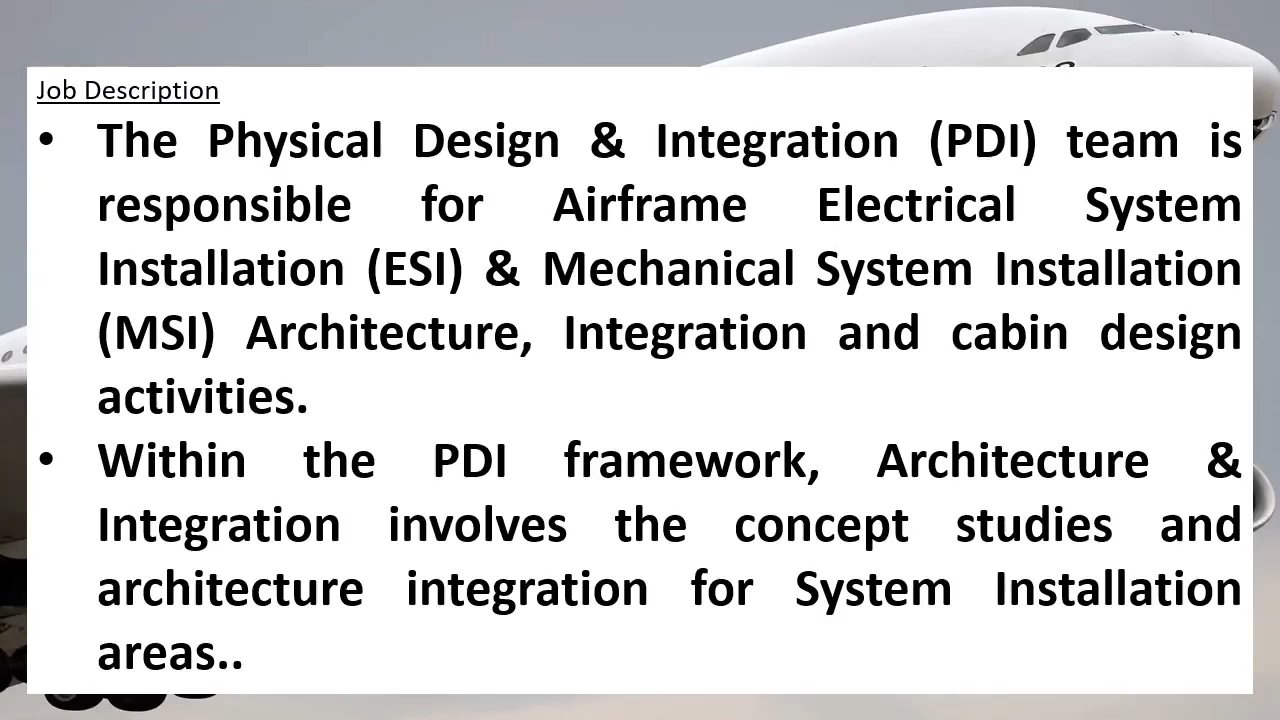 Job Description
• The Physical Design & Integration (PDI) team is
responsible for Airframe Electrical System
Installation (ESI) & Mechanical System Installation
(MSI) Architecture, Integration and cabin design
activities.
• Within the PDI framework, Architecture &
Integration involves the concept studies and
architecture integration for System Installation
areas..